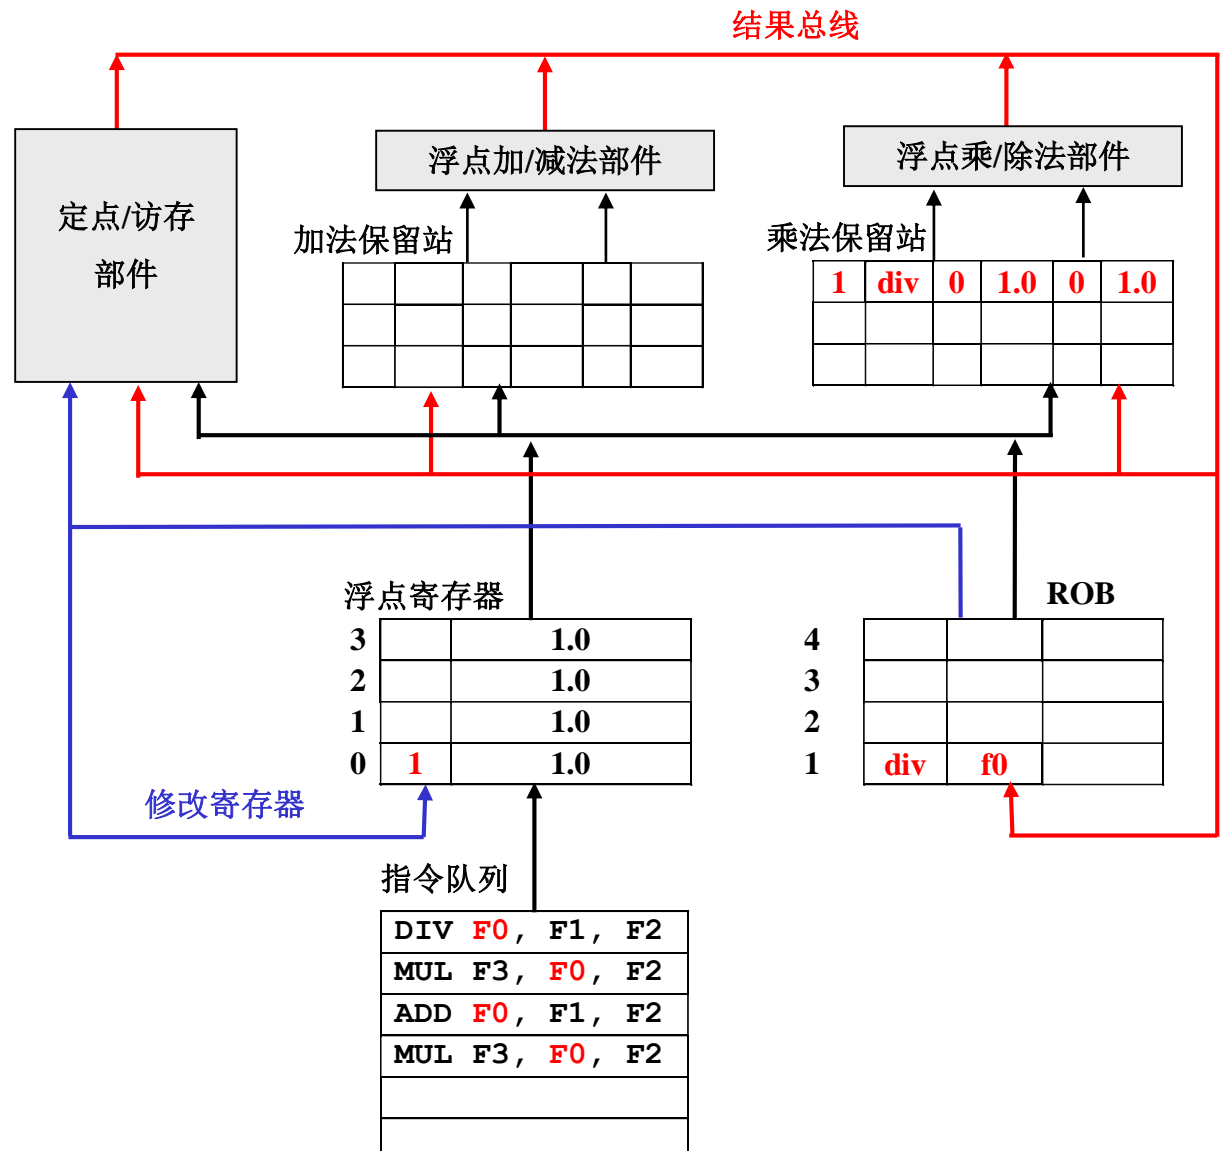 结果总线
定点/访存
部件
浮点加/减法部件
浮点乘/除法部件
加法保留站
乘法保留站
1 div 0 1.0 0 1.0
浮点寄存器
ROB
3 1.0
2 1.0
1 1.0
0 1 1.0
4
3
2
1 div f0
修改寄存器
指令队列
DIV F0, F1, F2
MUL F3, F0, F2
ADD F0, F1, F2
MUL F3, F0, F2